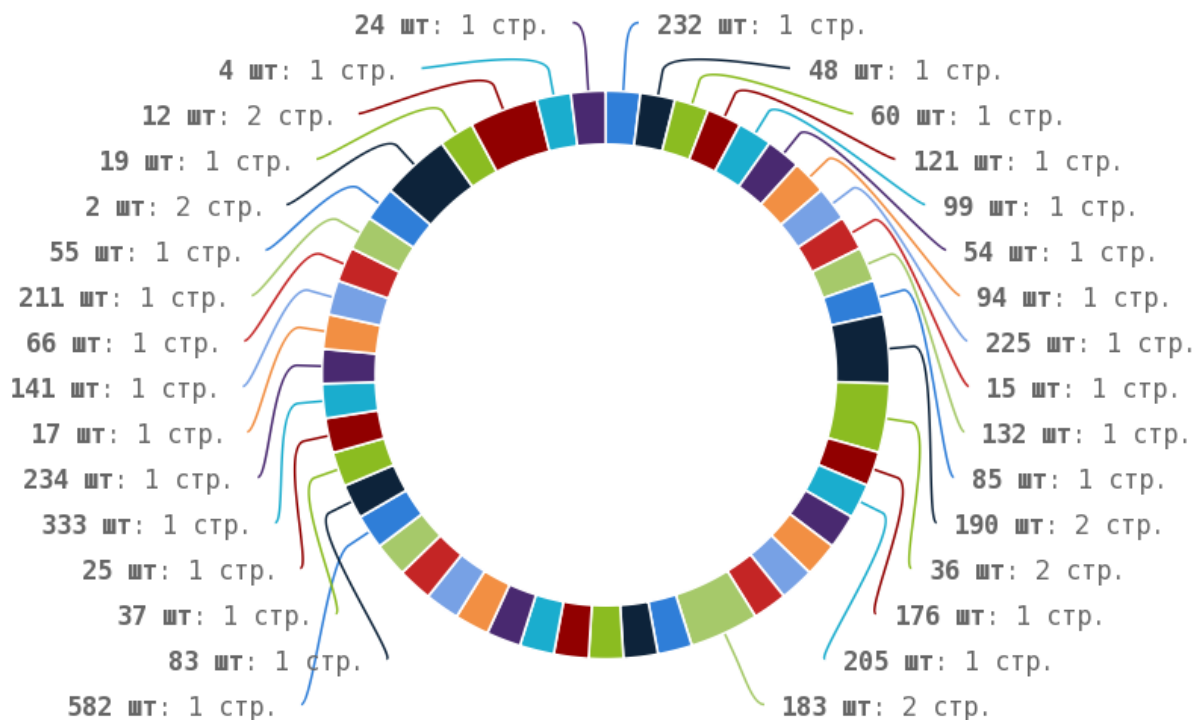 24 шт: 1 стр.
232 шт: 1 стр.
4 шт: 1 стр.
48 шт: 1 стр.
12 шт: 2 стр.
60 шт: 1 стр.
19 шт: 1 стр.
121 шт: 1 стр.
2 шт: 2 стр.
99 шт: 1 стр.
55 шт: 1 стр.
54 шт: 1 стр.
211 шт: 1 стр.
94 шт: 1 стр.
66 шт: 1 стр.
225 шт: 1 стр.
141 шт: 1 стр.
15 шт: 1 стр.
17 шт: 1 стр.
132 шт: 1 стр.
234 шт: 1 стр.
85 шт: 1 стр.
333 шт: 1 стр.
190 шт: 2 стр.
25 шт: 1 стр.
36 шт: 2 стр.
37 шт: 1 стр.
176 шт: 1 стр.
83 шт: 1 стр.
205 шт: 1 стр.
582 шт: 1 стр.
183 шт: 2 стр.